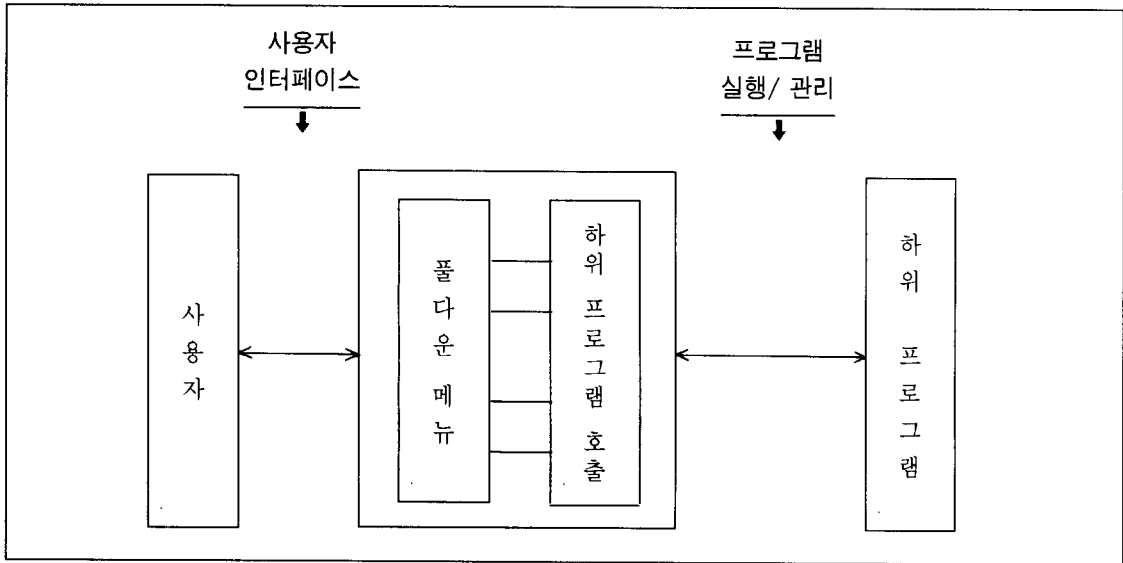 사용자
인터페이스
프로그램
실행/ 관리
사용자
풀다운 메뉴
하위 프로그램 호출
하위 프로그램